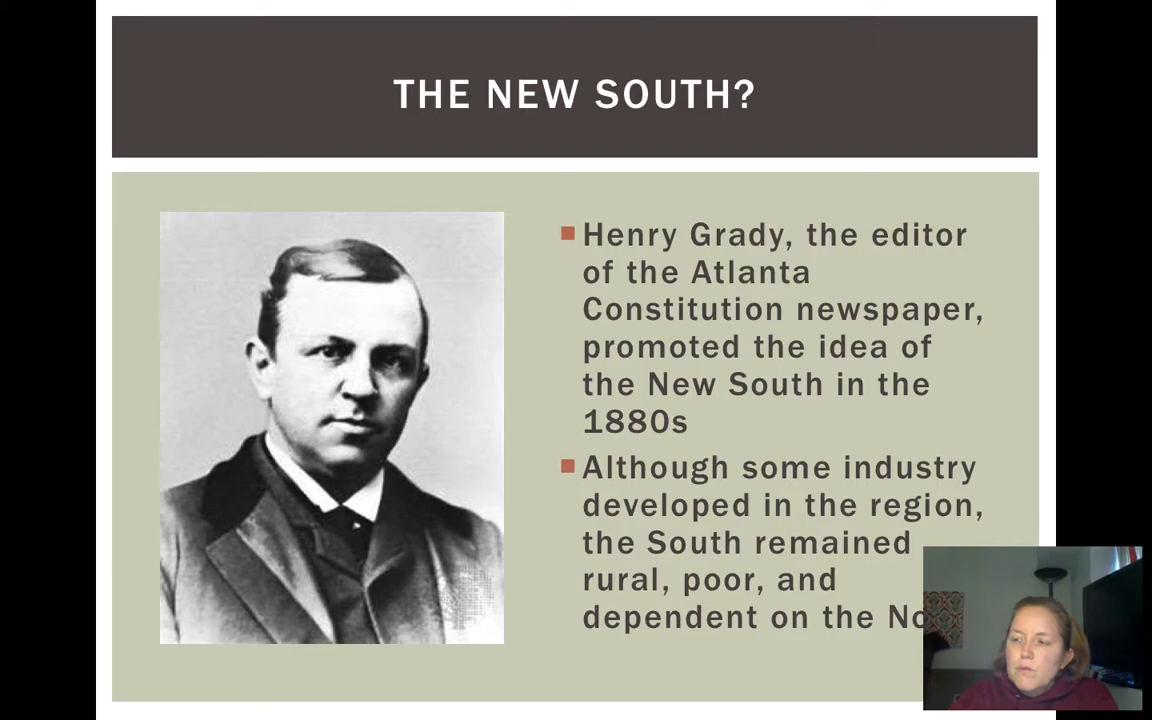 THE NEW SOUTH?
Henry Grady, the editor
of the Atlanta
Constitution newspaper,
promoted the idea of
the New South in the
1880s
Although some industry
developed in the region,
the South remained
rural, poor, and
dependent on the